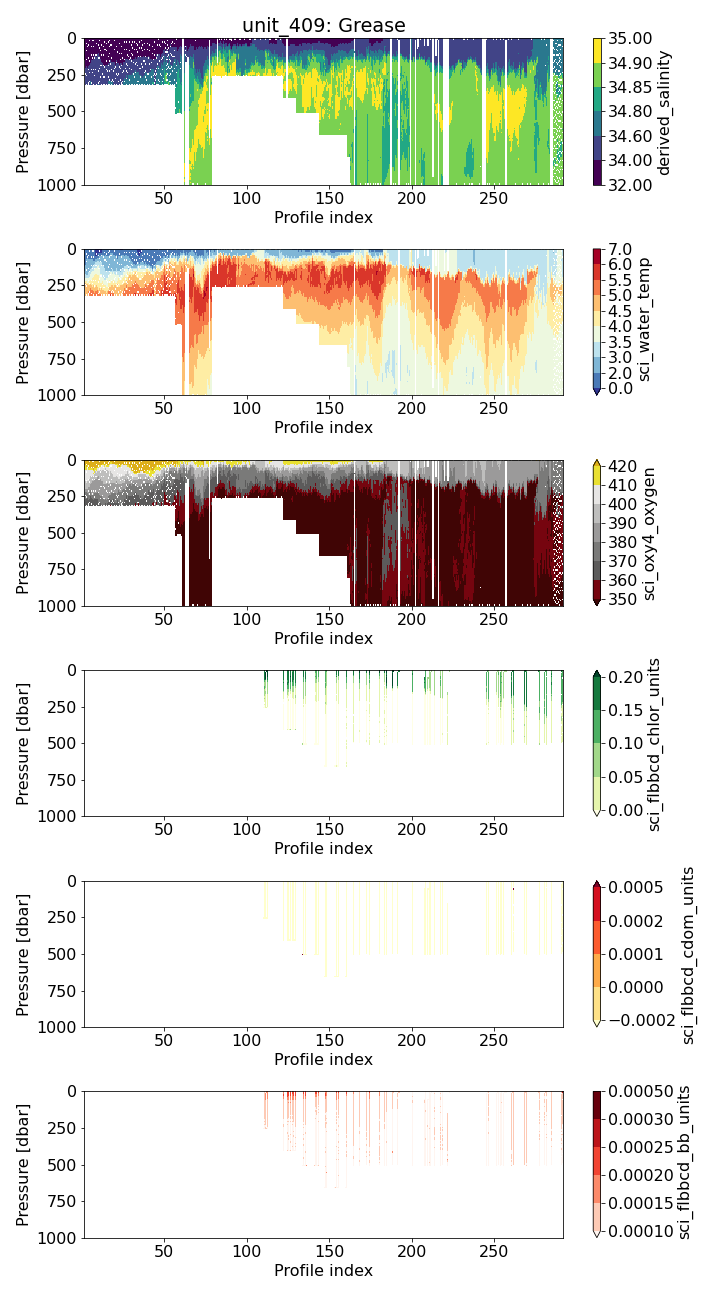 unit_409: Grease
0
250
500
750
1000
Pressure [dbar]
50 100 150 200 250
Profile index
35.00
34.90
34.85
34.80
34.60
34.00
32.00
derived_salinity
0
250
500
750
1000
Pressure [dbar]
50 100 150 200 250
Profile index
7.0
6.0
5.5
5.0
4.5
4.0
3.5
3.0
2.0
0.0
sci_water_temp
0
250
500
750
1000
Pressure [dbar]
50 100 150 200 250
Profile index
420
410
400
390
380
370
360
350
sci_oxy4_oxygen
0
250
500
750
1000
Pressure [dbar]
50 100 150 200 250
Profile index
0.20
0.15
0.10
0.05
0.00
sci_flbbcd_chlor_units
0
250
500
750
1000
Pressure [dbar]
50 100 150 200 250
Profile index
0.0005
0.0002
0.0001
0.0000
−0.0002
sci_flbbcd_cdom_units
0
250
500
750
1000
Pressure [dbar]
50 100 150 200 250
Profile index
0.00050
0.00030
0.00025
0.00020
0.00015
0.00010
sci_flbbcd_bb_units